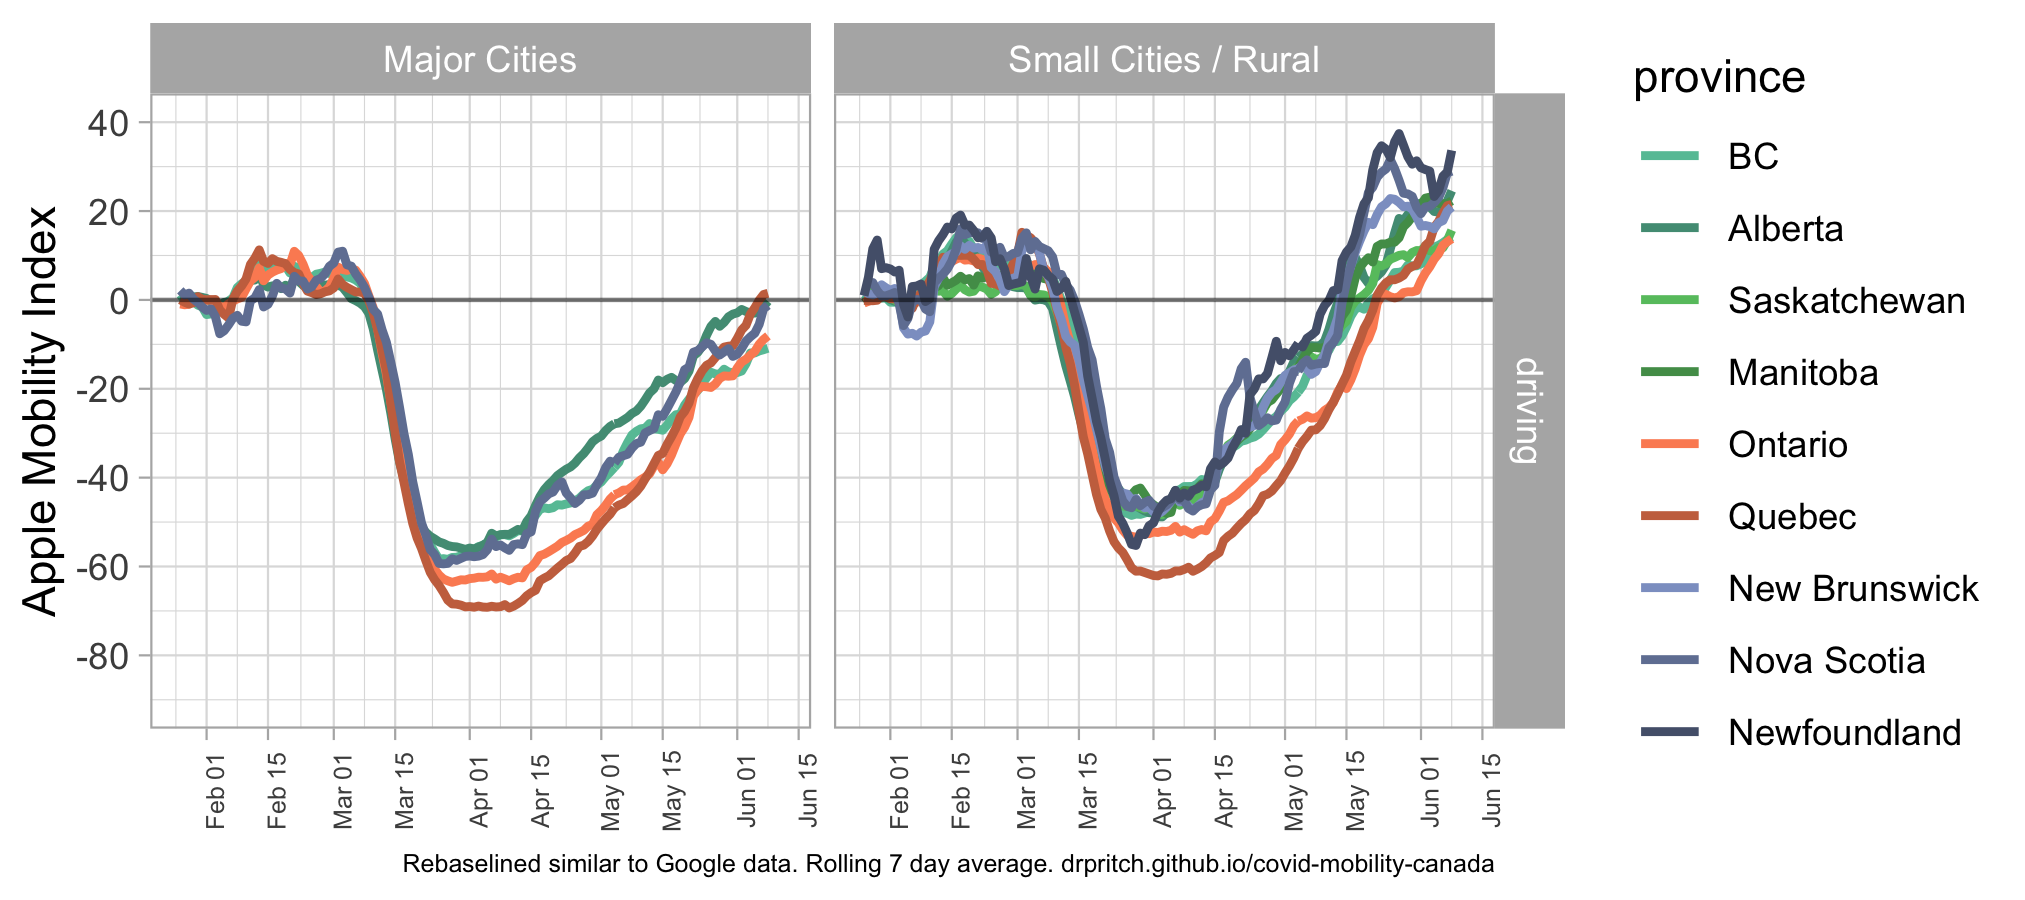 Major Cities
Small Cities / Rural
province
Apple Mobility Index
40
20
0
-20
-40
-60
-80
driving
BC
Alberta
Saskatchewan
Manitoba
Ontario
Quebec
New Brunswick
Nova Scotia
Newfoundland
Feb 01
Feb 15
Mar 01
Mar 15
Apr 01
Apr 15
May 01
May 15
Jun 01
Jun 15
Feb 01
Feb 15
Mar 01
Mar 15
Apr 01
Apr 15
May 01
May 15
Jun 01
Jun 15
Rebaselined similar to Google data. Rolling 7 day average. drpritch.github.io/covid-mobility-canada